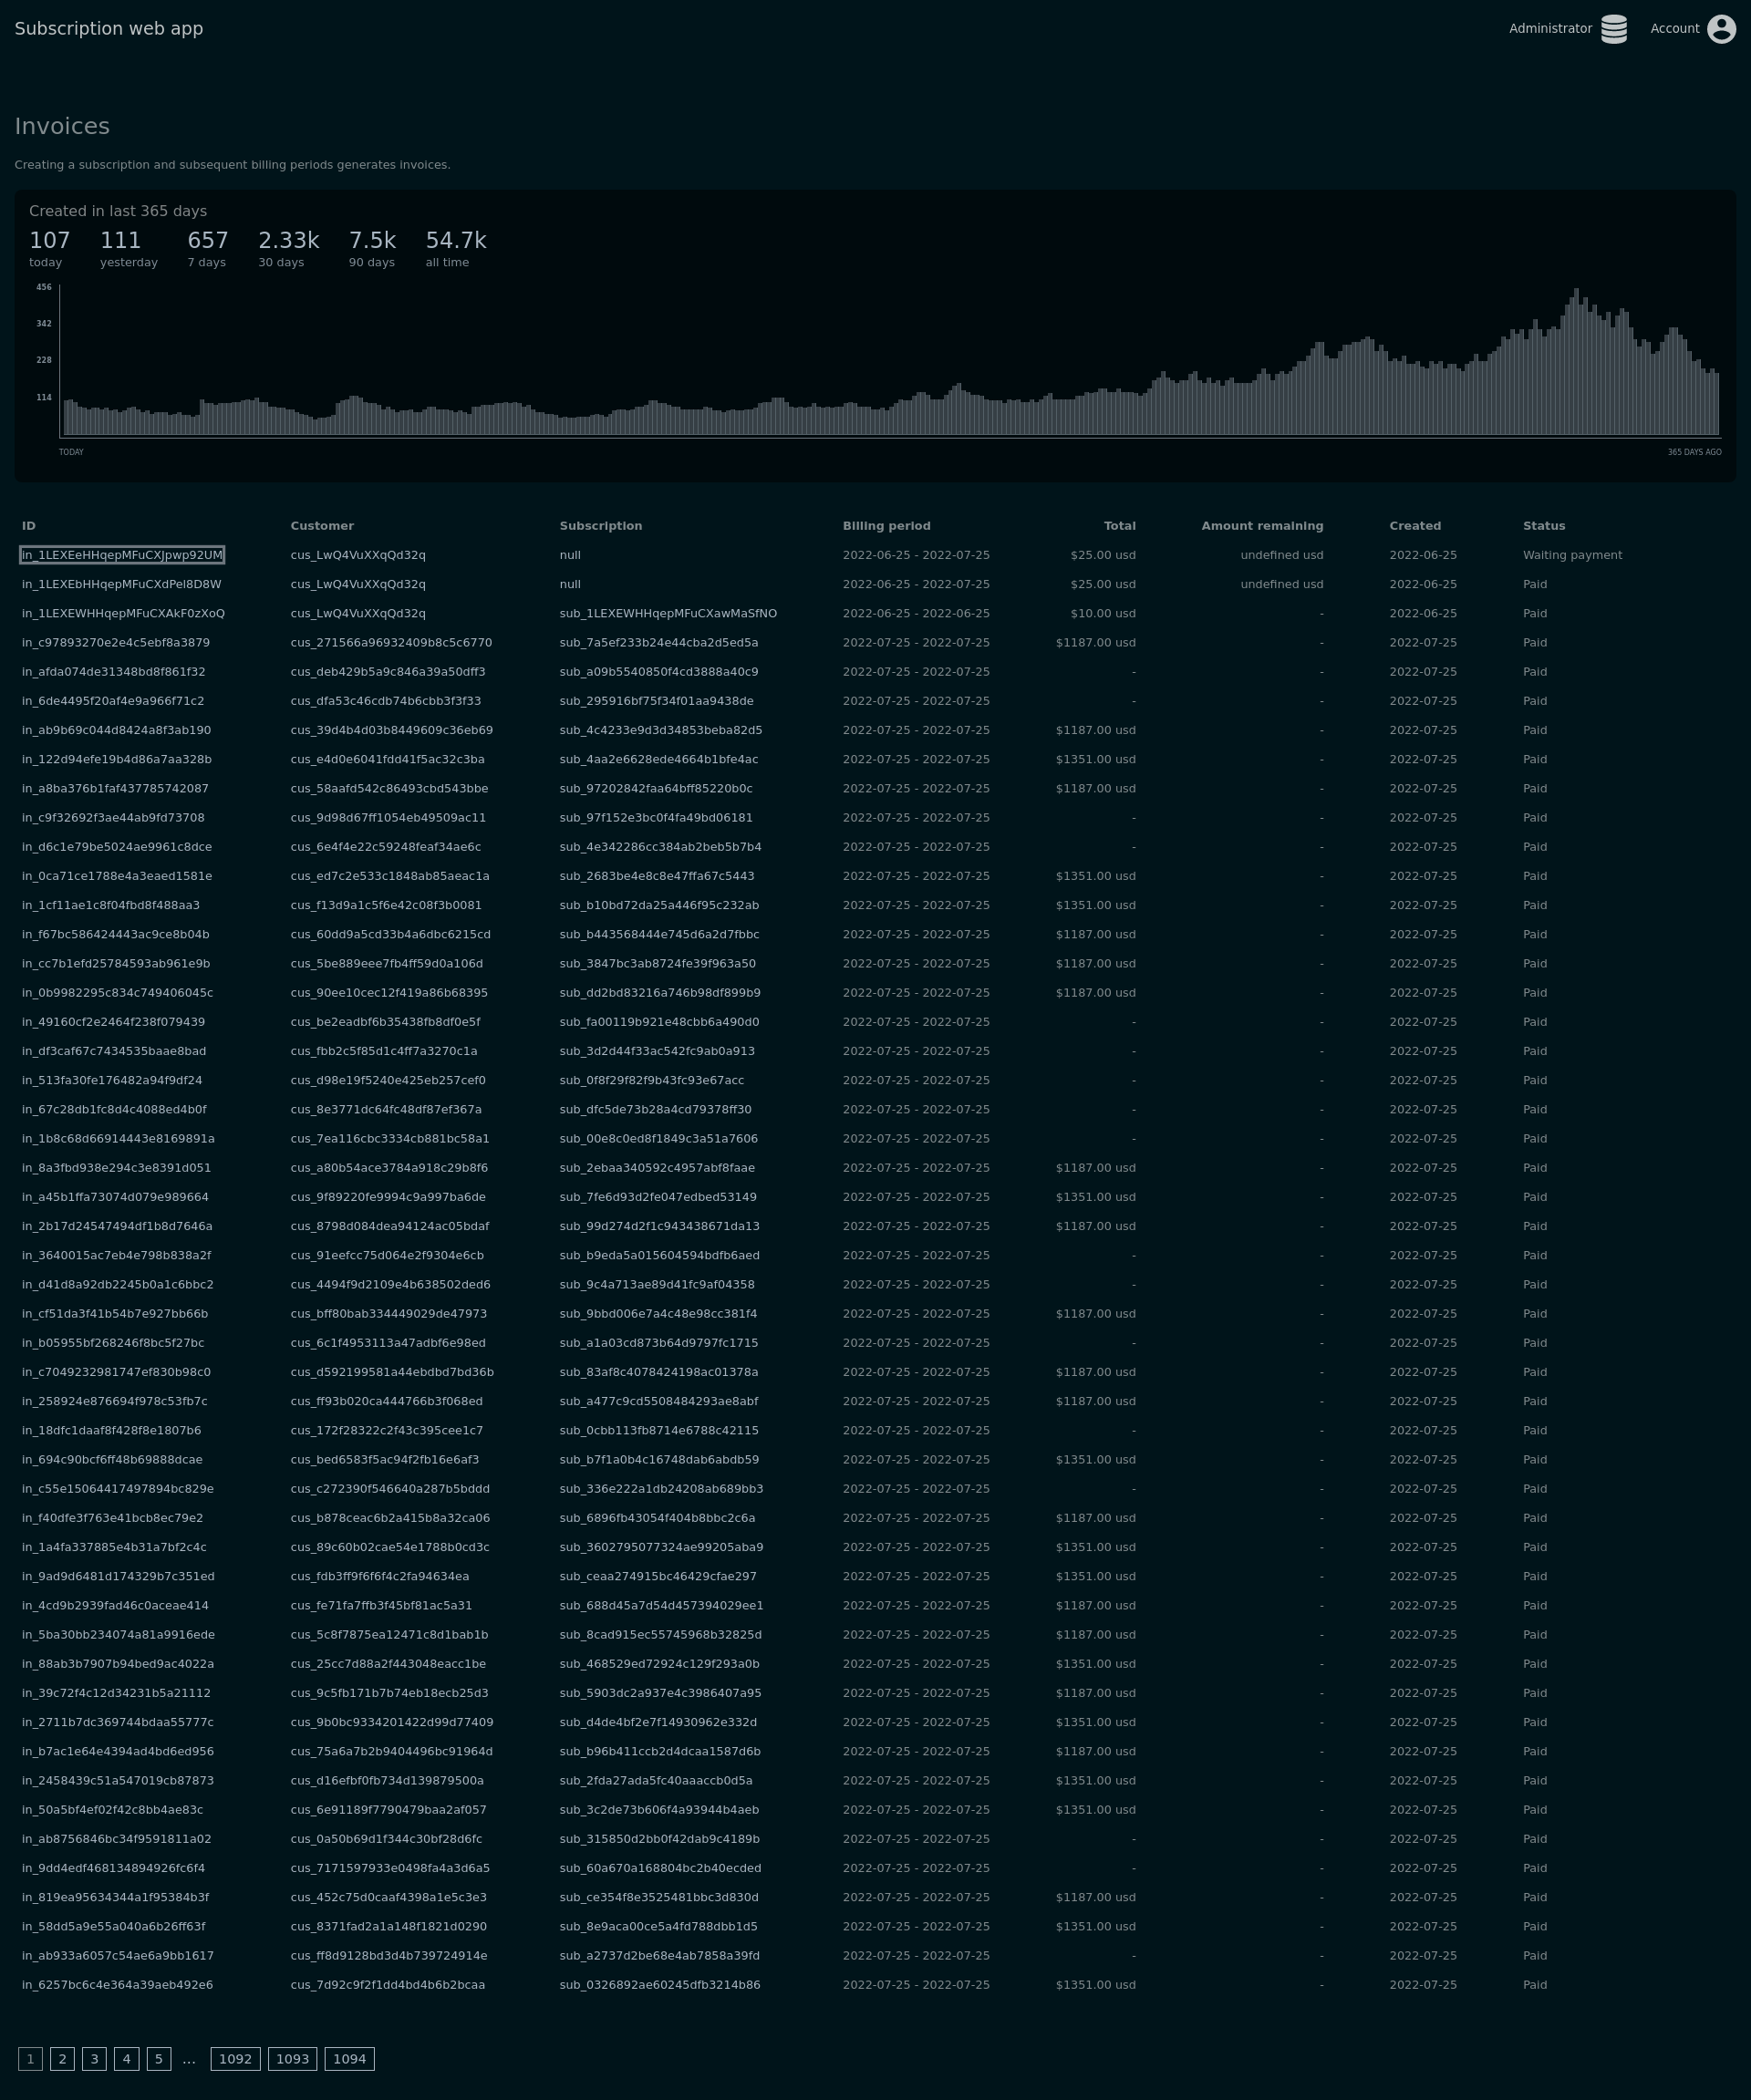 Subscription web app
Administrator
Account
Invoices
Creating a subscription and subsequent billing periods generates invoices.
Created in last 365 days
107 111 657 2.33k 7.5k 54.7k
today yesterday 7 days 30 days 90 days all time
456
342
228
114
TODAY 365 DAYS AGO
ID Customer Subscription Billing period Total Amount remaining Created Status
in_1LEXEeHHqepMFuCXJpwp92UM cus_LwQ4VuXXqQd32q null 2022-06-25 - 2022-07-25 $25.00 usd undefined usd 2022-06-25 Waiting payment
in_1LEXEbHHqepMFuCXdPel8D8W cus_LwQ4VuXXqQd32q null 2022-06-25 - 2022-07-25 $25.00 usd undefined usd 2022-06-25 Paid
in_1LEXEWHHqepMFuCXAkF0zXoQ cus_LwQ4VuXXqQd32q sub_1LEXEWHHqepMFuCXawMaSfNO 2022-06-25 - 2022-06-25 $10.00 usd - 2022-06-25 Paid
in_c97893270e2e4c5ebf8a3879 cus_271566a96932409b8c5c6770 sub_7a5ef233b24e44cba2d5ed5a 2022-07-25 - 2022-07-25 $1187.00 usd - 2022-07-25 Paid
in_afda074de31348bd8f861f32 cus_deb429b5a9c846a39a50dff3 sub_a09b5540850f4cd3888a40c9 2022-07-25 - 2022-07-25 - - 2022-07-25 Paid
in_6de4495f20af4e9a966f71c2 cus_dfa53c46cdb74b6cbb3f3f33 sub_295916bf75f34f01aa9438de 2022-07-25 - 2022-07-25 - - 2022-07-25 Paid
in_ab9b69c044d8424a8f3ab190 cus_39d4b4d03b8449609c36eb69 sub_4c4233e9d3d34853beba82d5 2022-07-25 - 2022-07-25 $1187.00 usd - 2022-07-25 Paid
in_122d94efe19b4d86a7aa328b cus_e4d0e6041fdd41f5ac32c3ba sub_4aa2e6628ede4664b1bfe4ac 2022-07-25 - 2022-07-25 $1351.00 usd - 2022-07-25 Paid
in_a8ba376b1faf437785742087 cus_58aafd542c86493cbd543bbe sub_97202842faa64bff85220b0c 2022-07-25 - 2022-07-25 $1187.00 usd - 2022-07-25 Paid
in_c9f32692f3ae44ab9fd73708 cus_9d98d67ff1054eb49509ac11 sub_97f152e3bc0f4fa49bd06181 2022-07-25 - 2022-07-25 - - 2022-07-25 Paid
in_d6c1e79be5024ae9961c8dce cus_6e4f4e22c59248feaf34ae6c sub_4e342286cc384ab2beb5b7b4 2022-07-25 - 2022-07-25 - - 2022-07-25 Paid
in_0ca71ce1788e4a3eaed1581e cus_ed7c2e533c1848ab85aeac1a sub_2683be4e8c8e47ffa67c5443 2022-07-25 - 2022-07-25 $1351.00 usd - 2022-07-25 Paid
in_1cf11ae1c8f04fbd8f488aa3 cus_f13d9a1c5f6e42c08f3b0081 sub_b10bd72da25a446f95c232ab 2022-07-25 - 2022-07-25 $1351.00 usd - 2022-07-25 Paid
in_f67bc586424443ac9ce8b04b cus_60dd9a5cd33b4a6dbc6215cd sub_b443568444e745d6a2d7fbbc 2022-07-25 - 2022-07-25 $1187.00 usd - 2022-07-25 Paid
in_cc7b1efd25784593ab961e9b cus_5be889eee7fb4ff59d0a106d sub_3847bc3ab8724fe39f963a50 2022-07-25 - 2022-07-25 $1187.00 usd - 2022-07-25 Paid
in_0b9982295c834c749406045c cus_90ee10cec12f419a86b68395 sub_dd2bd83216a746b98df899b9 2022-07-25 - 2022-07-25 $1187.00 usd - 2022-07-25 Paid
in_49160cf2e2464f238f079439 cus_be2eadbf6b35438fb8df0e5f sub_fa00119b921e48cbb6a490d0 2022-07-25 - 2022-07-25 - - 2022-07-25 Paid
in_df3caf67c7434535baae8bad cus_fbb2c5f85d1c4ff7a3270c1a sub_3d2d44f33ac542fc9ab0a913 2022-07-25 - 2022-07-25 - - 2022-07-25 Paid
in_513fa30fe176482a94f9df24 cus_d98e19f5240e425eb257cef0 sub_0f8f29f82f9b43fc93e67acc 2022-07-25 - 2022-07-25 - - 2022-07-25 Paid
in_67c28db1fc8d4c4088ed4b0f cus_8e3771dc64fc48df87ef367a sub_dfc5de73b28a4cd79378ff30 2022-07-25 - 2022-07-25 - - 2022-07-25 Paid
in_1b8c68d66914443e8169891a cus_7ea116cbc3334cb881bc58a1 sub_00e8c0ed8f1849c3a51a7606 2022-07-25 - 2022-07-25 - - 2022-07-25 Paid
in_8a3fbd938e294c3e8391d051 cus_a80b54ace3784a918c29b8f6 sub_2ebaa340592c4957abf8faae 2022-07-25 - 2022-07-25 $1187.00 usd - 2022-07-25 Paid
in_a45b1ffa73074d079e989664 cus_9f89220fe9994c9a997ba6de sub_7fe6d93d2fe047edbed53149 2022-07-25 - 2022-07-25 $1351.00 usd - 2022-07-25 Paid
in_2b17d24547494df1b8d7646a cus_8798d084dea94124ac05bdaf sub_99d274d2f1c943438671da13 2022-07-25 - 2022-07-25 $1187.00 usd - 2022-07-25 Paid
in_3640015ac7eb4e798b838a2f cus_91eefcc75d064e2f9304e6cb sub_b9eda5a015604594bdfb6aed 2022-07-25 - 2022-07-25 - - 2022-07-25 Paid
in_d41d8a92db2245b0a1c6bbc2 cus_4494f9d2109e4b638502ded6 sub_9c4a713ae89d41fc9af04358 2022-07-25 - 2022-07-25 - - 2022-07-25 Paid
in_cf51da3f41b54b7e927bb66b cus_bff80bab334449029de47973 sub_9bbd006e7a4c48e98cc381f4 2022-07-25 - 2022-07-25 $1187.00 usd - 2022-07-25 Paid
in_b05955bf268246f8bc5f27bc cus_6c1f4953113a47adbf6e98ed sub_a1a03cd873b64d9797fc1715 2022-07-25 - 2022-07-25 - - 2022-07-25 Paid
in_c7049232981747ef830b98c0 cus_d592199581a44ebdbd7bd36b sub_83af8c4078424198ac01378a 2022-07-25 - 2022-07-25 $1187.00 usd - 2022-07-25 Paid
in_258924e876694f978c53fb7c cus_ff93b020ca444766b3f068ed sub_a477c9cd5508484293ae8abf 2022-07-25 - 2022-07-25 $1187.00 usd - 2022-07-25 Paid
in_18dfc1daaf8f428f8e1807b6 cus_172f28322c2f43c395cee1c7 sub_0cbb113fb8714e6788c42115 2022-07-25 - 2022-07-25 - - 2022-07-25 Paid
in_694c90bcf6ff48b69888dcae cus_bed6583f5ac94f2fb16e6af3 sub_b7f1a0b4c16748dab6abdb59 2022-07-25 - 2022-07-25 $1351.00 usd - 2022-07-25 Paid
in_c55e15064417497894bc829e cus_c272390f546640a287b5bddd sub_336e222a1db24208ab689bb3 2022-07-25 - 2022-07-25 - - 2022-07-25 Paid
in_f40dfe3f763e41bcb8ec79e2 cus_b878ceac6b2a415b8a32ca06 sub_6896fb43054f404b8bbc2c6a 2022-07-25 - 2022-07-25 $1187.00 usd - 2022-07-25 Paid
in_1a4fa337885e4b31a7bf2c4c cus_89c60b02cae54e1788b0cd3c sub_3602795077324ae99205aba9 2022-07-25 - 2022-07-25 $1351.00 usd - 2022-07-25 Paid
in_9ad9d6481d174329b7c351ed cus_fdb3ff9f6f6f4c2fa94634ea sub_ceaa274915bc46429cfae297 2022-07-25 - 2022-07-25 $1351.00 usd - 2022-07-25 Paid
in_4cd9b2939fad46c0aceae414 cus_fe71fa7ffb3f45bf81ac5a31 sub_688d45a7d54d457394029ee1 2022-07-25 - 2022-07-25 $1187.00 usd - 2022-07-25 Paid
in_5ba30bb234074a81a9916ede cus_5c8f7875ea12471c8d1bab1b sub_8cad915ec55745968b32825d 2022-07-25 - 2022-07-25 $1187.00 usd - 2022-07-25 Paid
in_88ab3b7907b94bed9ac4022a cus_25cc7d88a2f443048eacc1be sub_468529ed72924c129f293a0b 2022-07-25 - 2022-07-25 $1351.00 usd - 2022-07-25 Paid
in_39c72f4c12d34231b5a21112 cus_9c5fb171b7b74eb18ecb25d3 sub_5903dc2a937e4c3986407a95 2022-07-25 - 2022-07-25 $1187.00 usd - 2022-07-25 Paid
in_2711b7dc369744bdaa55777c cus_9b0bc9334201422d99d77409 sub_d4de4bf2e7f14930962e332d 2022-07-25 - 2022-07-25 $1351.00 usd - 2022-07-25 Paid
in_b7ac1e64e4394ad4bd6ed956 cus_75a6a7b2b9404496bc91964d sub_b96b411ccb2d4dcaa1587d6b 2022-07-25 - 2022-07-25 $1187.00 usd - 2022-07-25 Paid
in_2458439c51a547019cb87873 cus_d16efbf0fb734d139879500a sub_2fda27ada5fc40aaaccb0d5a 2022-07-25 - 2022-07-25 $1351.00 usd - 2022-07-25 Paid
in_50a5bf4ef02f42c8bb4ae83c cus_6e91189f7790479baa2af057 sub_3c2de73b606f4a93944b4aeb 2022-07-25 - 2022-07-25 $1351.00 usd - 2022-07-25 Paid
in_ab8756846bc34f9591811a02 cus_0a50b69d1f344c30bf28d6fc sub_315850d2bb0f42dab9c4189b 2022-07-25 - 2022-07-25 - - 2022-07-25 Paid
in_9dd4edf468134894926fc6f4 cus_7171597933e0498fa4a3d6a5 sub_60a670a168804bc2b40ecded 2022-07-25 - 2022-07-25 - - 2022-07-25 Paid
in_819ea95634344a1f95384b3f cus_452c75d0caaf4398a1e5c3e3 sub_ce354f8e3525481bbc3d830d 2022-07-25 - 2022-07-25 $1187.00 usd - 2022-07-25 Paid
in_58dd5a9e55a040a6b26ff63f cus_8371fad2a1a148f1821d0290 sub_8e9aca00ce5a4fd788dbb1d5 2022-07-25 - 2022-07-25 $1351.00 usd - 2022-07-25 Paid
in_ab933a6057c54ae6a9bb1617 cus_ff8d9128bd3d4b739724914e sub_a2737d2be68e4ab7858a39fd 2022-07-25 - 2022-07-25 - - 2022-07-25 Paid
in_6257bc6c4e364a39aeb492e6 cus_7d92c9f2f1dd4bd4b6b2bcaa sub_0326892ae60245dfb3214b86 2022-07-25 - 2022-07-25 $1351.00 usd - 2022-07-25 Paid
1 2 3 4 5 ... 1092 1093 1094